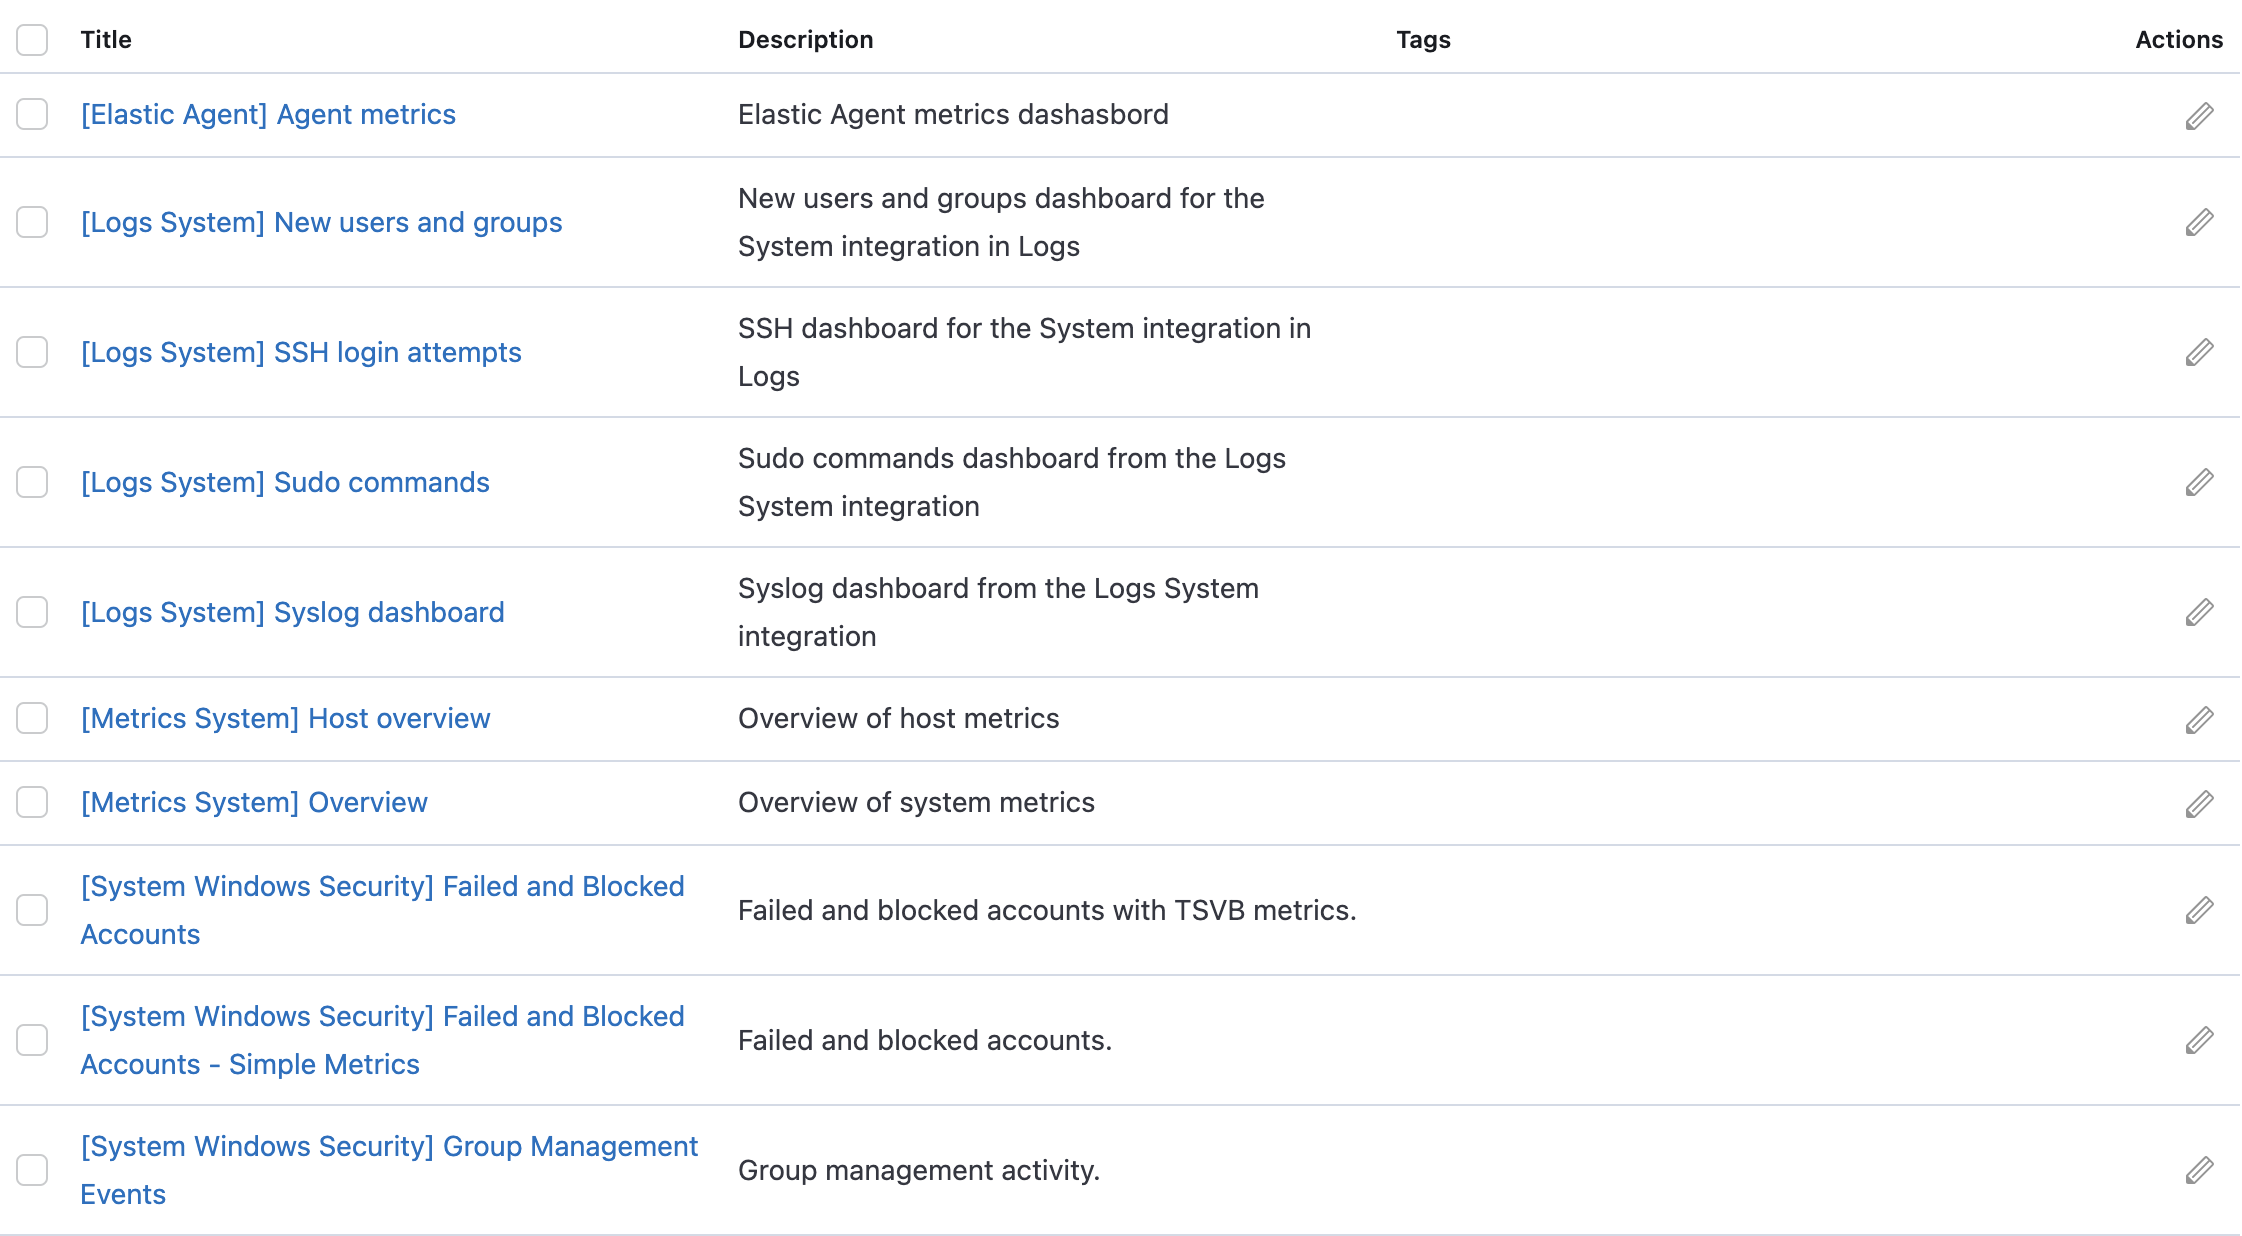 Title Description Tags Actions
[Elastic Agent] Agent metrics
Elastic Agent metrics dashasbord
[Logs System] New users and groups
New users and groups dashboard for the
System integration in Logs
[Logs System] SSH login attempts
SSH dashboard for the System integration in
Logs
[Logs System] Sudo commands
Sudo commands dashboard from the Logs
System integration
[Logs System] Syslog dashboard
Syslog dashboard from the Logs System
integration
[Metrics System] Host overview
Overview of host metrics
[Metrics System] Overview
Overview of system metrics
[System Windows Security] Failed and Blocked
Accounts
Failed and blocked accounts with TSVB metrics.
[System Windows Security] Failed and Blocked
Accounts - Simple Metrics
Failed and blocked accounts.
[System Windows Security] Group Management
Events
Group management activity.